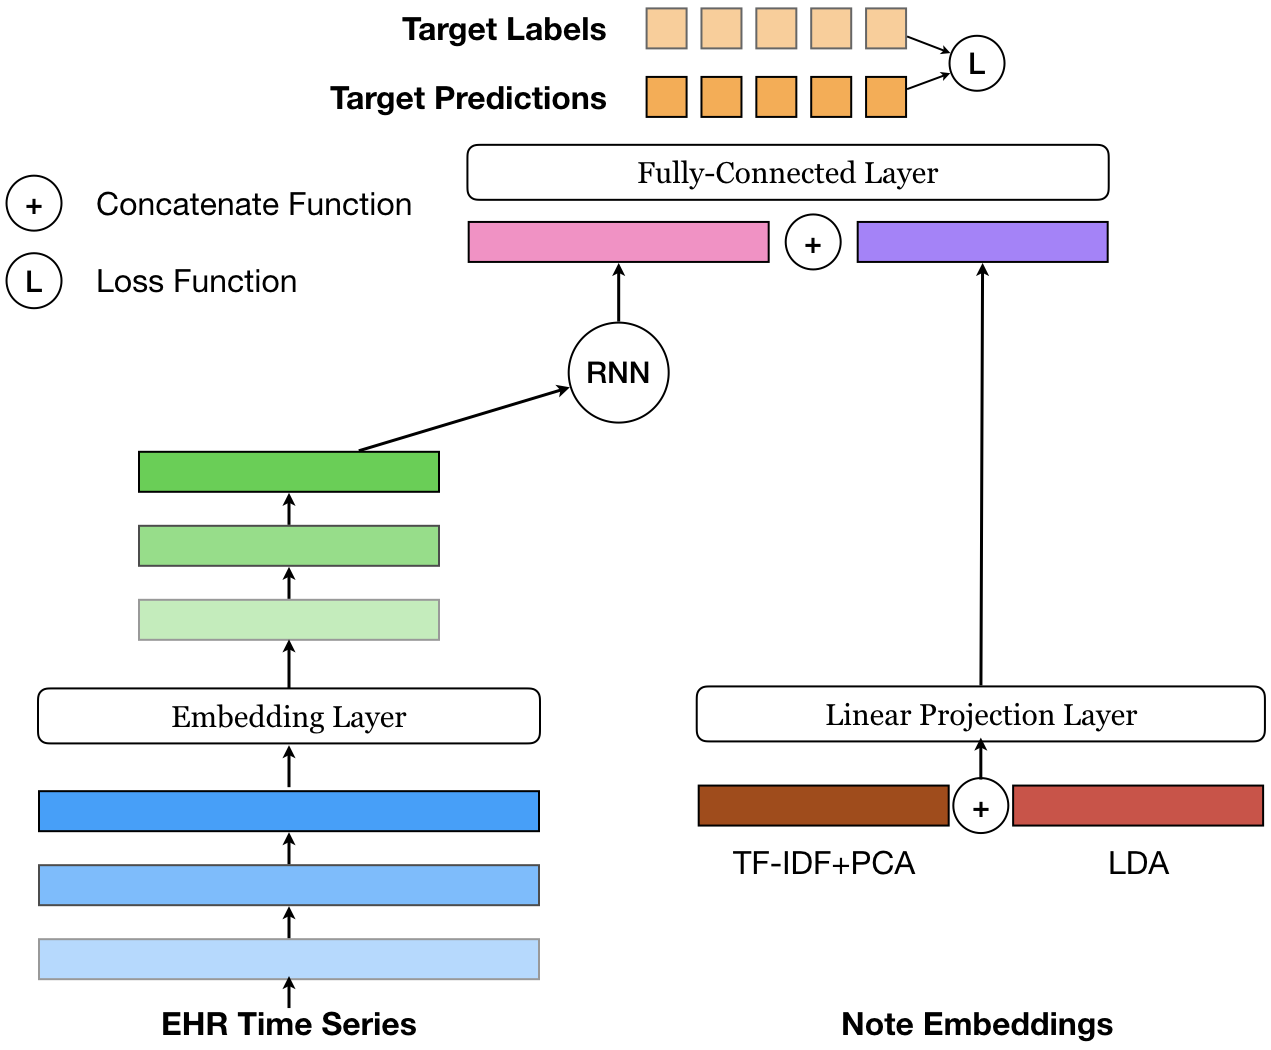 Target Labels
L
Target Predictions
Fully-Connected Layer
+ Concatenate Function
+
L Loss Function
RNN
Embedding Layer
Linear Projection Layer
+
TF-IDF+PCA
LDA
EHR Time Series
Note Embeddings